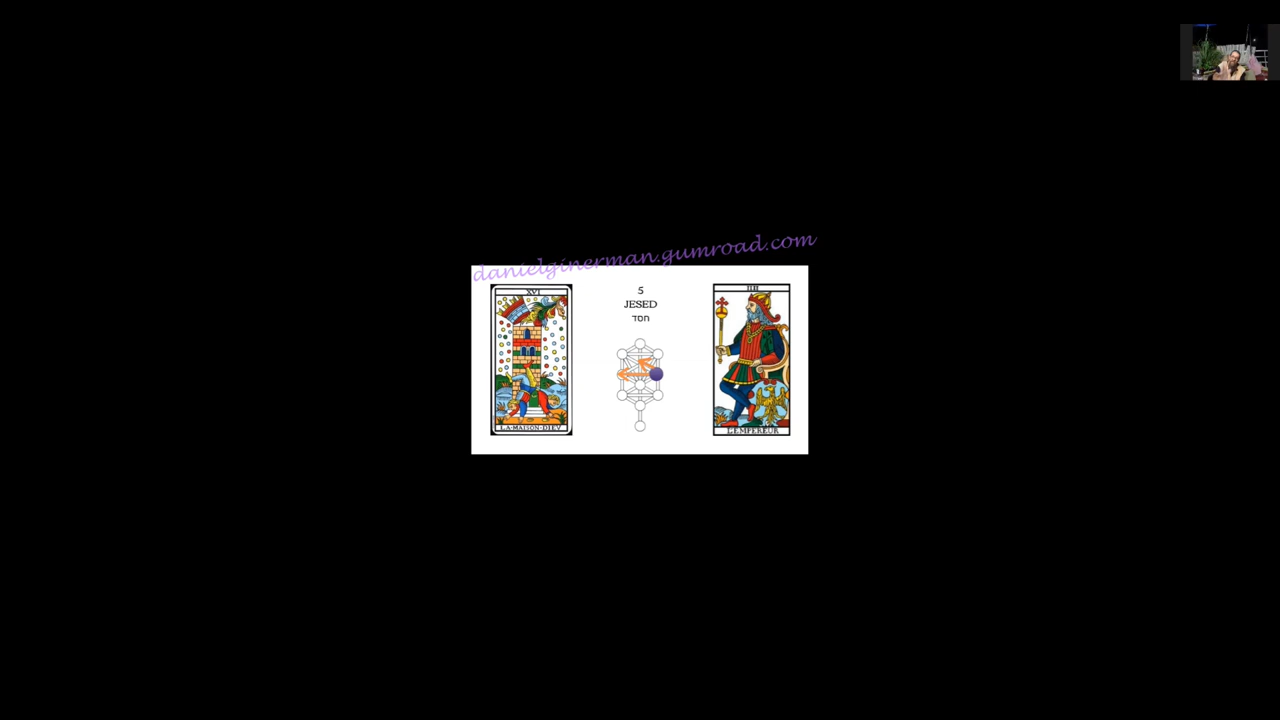 danielginerman.gumroad.com
XVI
LA·MAISON·DIEV
5
JESED
חסד
IIII
L'EMPEREUR